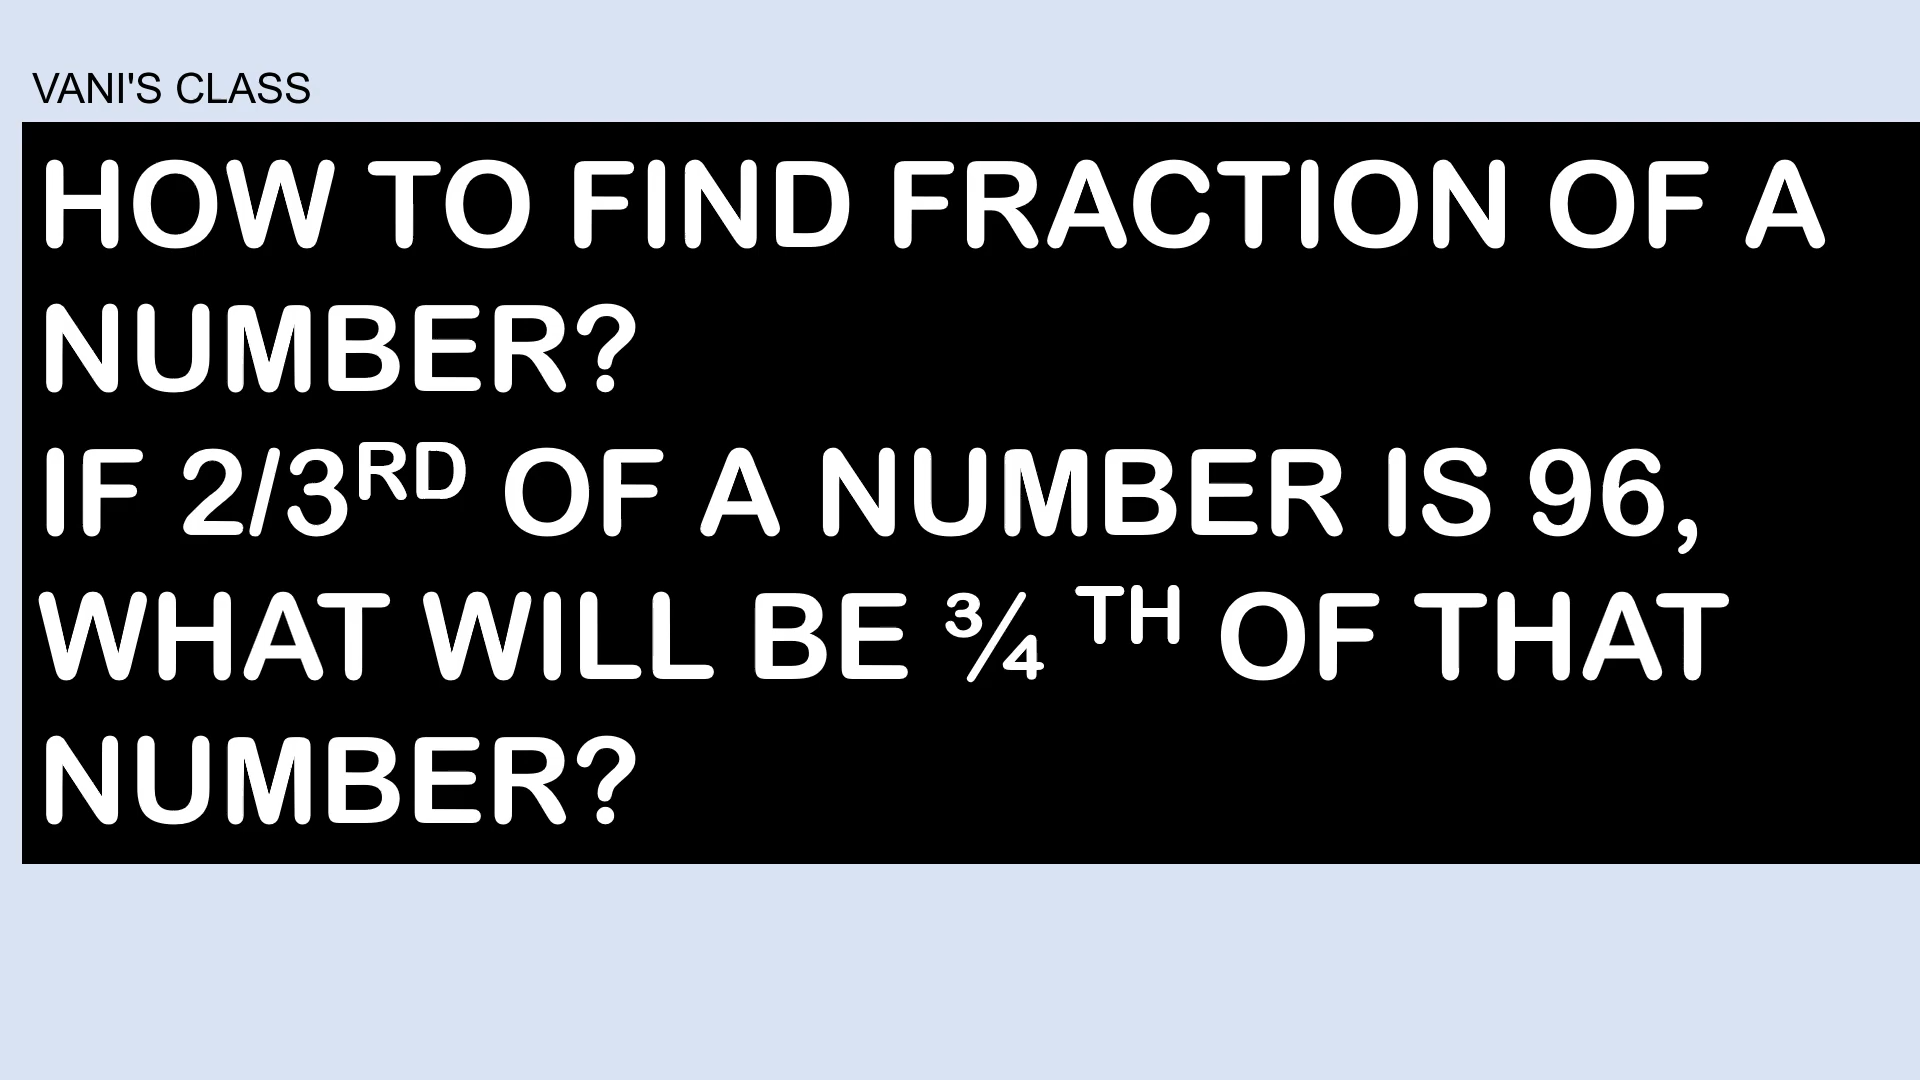 VANI'S CLASS
HOW TO FIND FRACTION OF A
NUMBER?
IF 2/3ᴿᴰ OF A NUMBER IS 96,
WHAT WILL BE ¾ ᵀᴴ OF THAT
NUMBER?